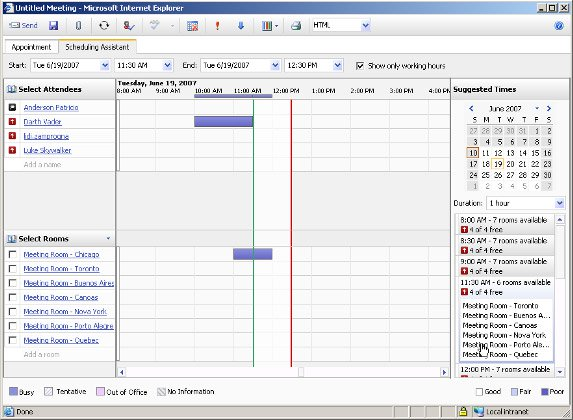 Untitled Meeting - Microsoft Internet Explorer
Send HTML
Appointment Scheduling Assistant
Start: Tue 6/19/2007 11:30 AM End: Tue 6/19/2007 12:30 PM Show only working hours
Select Attendees
Tuesday, June 19, 2007
8:00 AM 9:00 AM 10:00 AM 11:00 AM 12:00 PM 1:00 PM 2:00 PM 3:00 PM 4:00 P
Anderson Patricio
Darth Vader
lidi-zamprogna
Luke Skywalker
Add a name
Select Rooms
Meeting Room - Chicago
Meeting Room - Toronto
Meeting Room - Buenos Aires
Meeting Room - Canoas
Meeting Room - Nova York
Meeting Room - Porto Alegre
Meeting Room - Quebec
Add a room
Suggested Times
June 2007
S M T W T F S
27 28 29 30 31 1 2
3 4 5 6 7 8 9
10 11 12 13 14 15 16
17 18 19 20 21 22 23
24 25 26 27 28 29 30
1 2 3 4 5 6 7
Duration: 1 hour
8:00 AM - 7 rooms available
4 of 4 free
8:30 AM - 7 rooms available
4 of 4 free
9:00 AM - 7 rooms available
4 of 4 free
11:30 AM - 6 rooms available
4 of 4 free
Meeting Room - Toronto
Meeting Room - Buenos A...
Meeting Room - Canoas
Meeting Room - Nova York
Meeting Room - Porto Ale...
Meeting Room - Quebec
12:00 PM - 7 rooms available
Busy Tentative Out of Office No Information
Good Fair Poor
Done Local intranet